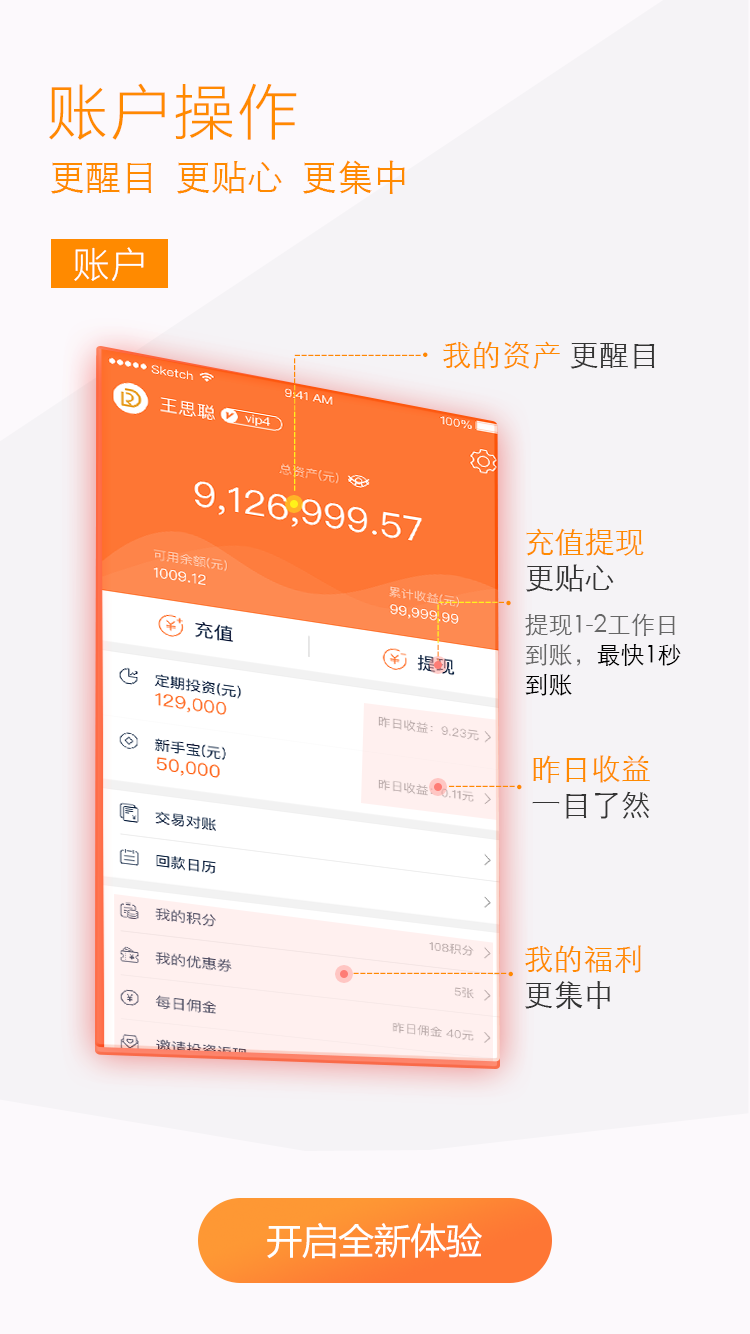 账户操作
更醒目 更贴心 更集中
账户
我的资产 更醒目
Sketch
9:41 AM
100%
王思聪
vip4
总资产(元)
9,126,999.57
可用余额(元)
1009.12
累计收益(元)
99,999.99
充值提现
更贴心
提现1-2工作日
到账，最快1秒
到账
充值
提现
定期投资(元)
129,000
昨日收益：9.23元
新手宝(元)
50,000
昨日收益：0.11元
昨日收益
一目了然
交易对账
回款日历
我的积分
108积分
我的优惠券
5张
每日佣金
昨日佣金 40元
邀请投资返现
我的福利
更集中
开启全新体验